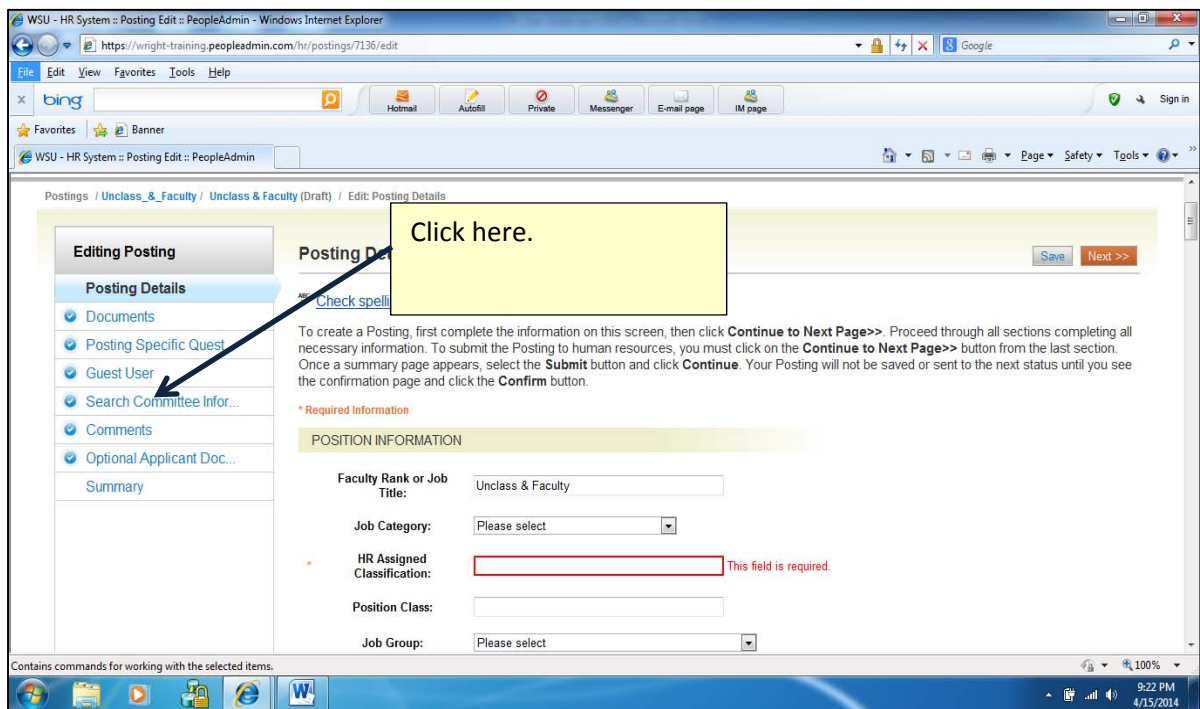 WSU - HR System :: Posting Edit :: PeopleAdmin - Windows Internet Explorer
https://wright-training.peopleadmin.com/hr/postings/7136/edit
Google
File Edit View Favorites Tools Help
x bing Hotmail Autofill Private Messenger E-mail page IM page Sign in
Favorites Banner
WSU - HR System :: Posting Edit :: PeopleAdmin Page Safety Tools
Postings / Unclass_&_Faculty / Unclass & Faculty (Draft) / Edit: Posting Details
Click here.
Editing Posting
Posting Details
Documents
Posting Specific Quest...
Guest User
Search Committee Infor...
Comments
Optional Applicant Doc...
Summary
Posting Det
Save Next >>
ABC Check spelli
To create a Posting, first complete the information on this screen, then click Continue to Next Page>>. Proceed through all sections completing all
necessary information. To submit the Posting to human resources, you must click on the Continue to Next Page>> button from the last section.
Once a summary page appears, select the Submit button and click Continue. Your Posting will not be saved or sent to the next status until you see
the confirmation page and click the Confirm button.
* Required Information
POSITION INFORMATION
Faculty Rank or Job
Title:
Unclass & Faculty
Job Category:
Please select
* HR Assigned
Classification:
This field is required.
Position Class:
Job Group:
Please select
Contains commands for working with the selected items.
100%
9:22 PM
4/15/2014